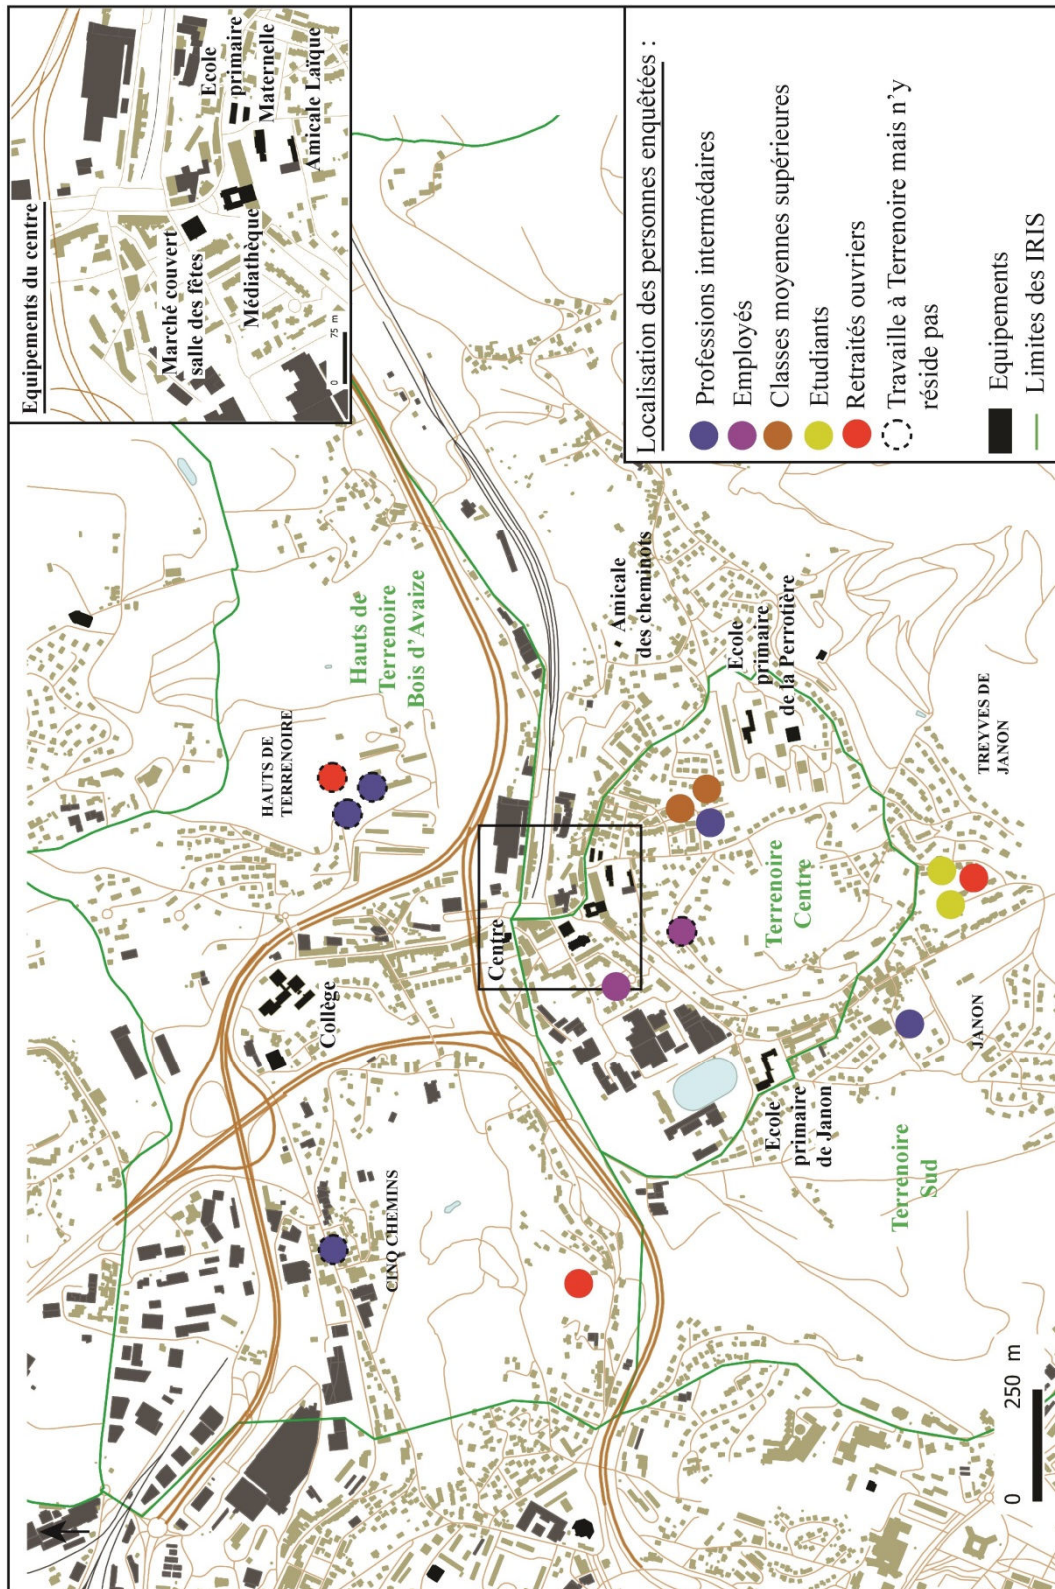 Equipements du centre
Ecole
primaire
Maternelle
Amicale Laïque
Marché couvert
salle des fêtes
Médiathèque
0 75 m
Localisation des personnes enquêtées :
Professions intermédaires
Employés
Classes moyennes supérieures
Etudiants
Retraités ouvriers
Travaille à Terrenoire mais n'y
réside pas
Equipements
Limites des IRIS
HAUTS DE
TERRENOIRE
Hauts de
Terrenoire
Bois d'Avaize
Collège
CINQ CHEMINS
Centre
Amicale
des cheminots
Ecole
primaire
de la Perrotière
Terrenoire
Centre
Ecole
primaire
de Janon
Terrenoire
Sud
JANON
TREYVES DE
JANON
0 250 m